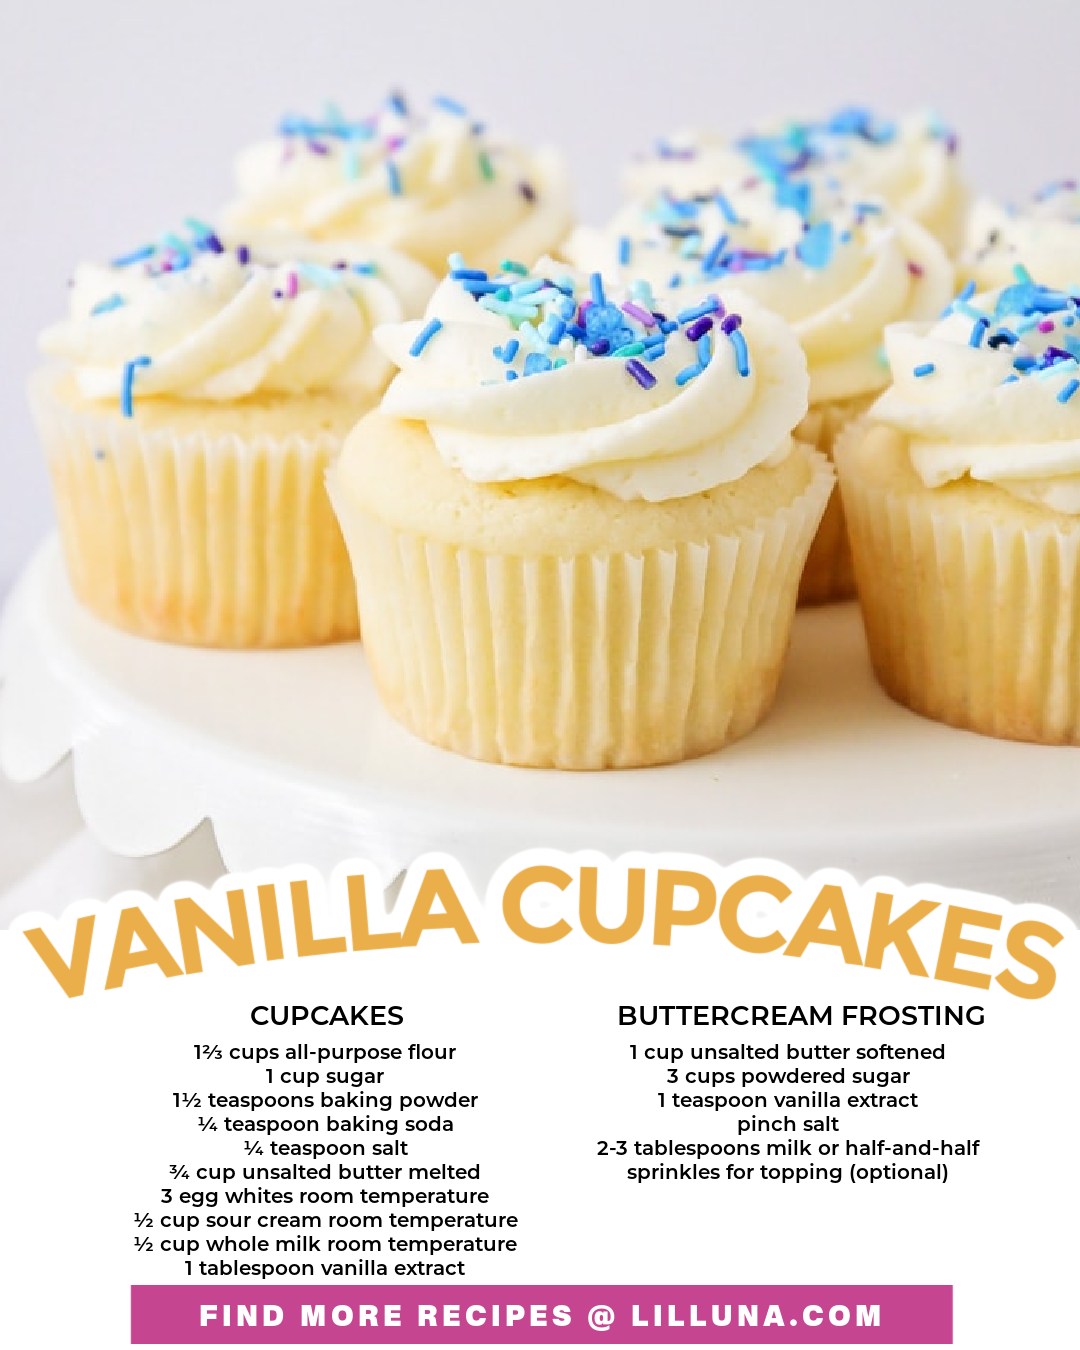 VANILLA CUPCAKES
CUPCAKES
1⅔ cups all-purpose flour
1 cup sugar
1½ teaspoons baking powder
¼ teaspoon baking soda
¼ teaspoon salt
¾ cup unsalted butter melted
3 egg whites room temperature
½ cup sour cream room temperature
½ cup whole milk room temperature
1 tablespoon vanilla extract
BUTTERCREAM FROSTING
1 cup unsalted butter softened
3 cups powdered sugar
1 teaspoon vanilla extract
pinch salt
2-3 tablespoons milk or half-and-half
sprinkles for topping (optional)
FIND MORE RECIPES @ LILLUNA.COM